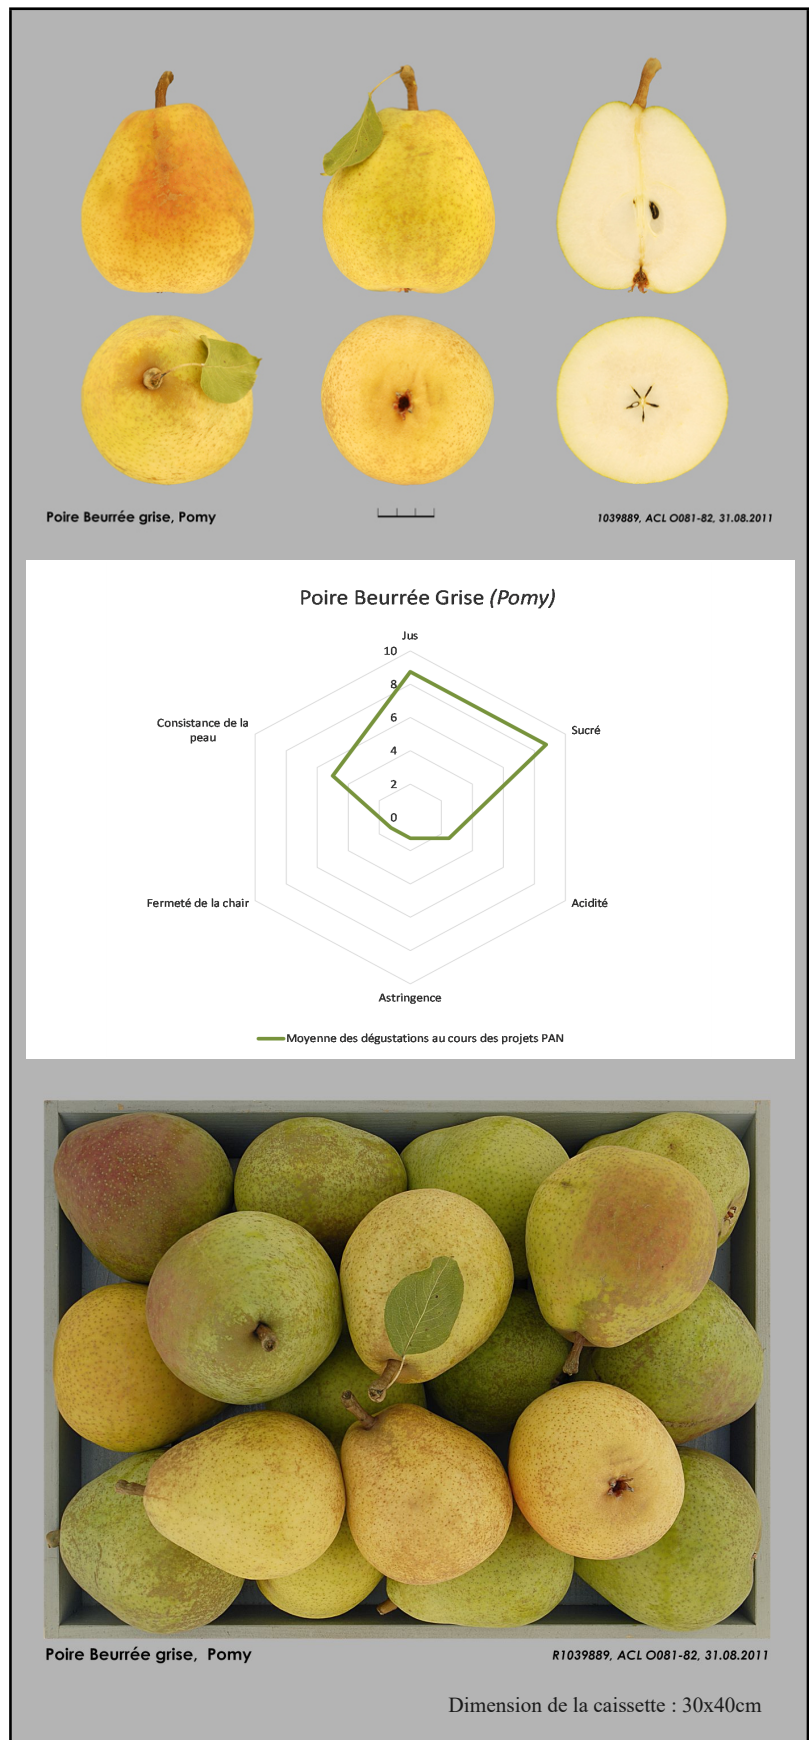 Poire Beurrée grise, Pomy
1039889, ACL O081-82, 31.08.2011
Poire Beurrée Grise (Pomy)
Jus
10
8
6
4
2
0
Sucré
Acidité
Astringence
Fermeté de la chair
Consistance de la
peau
Moyenne des dégustations au cours des projets PAN
Poire Beurrée grise, Pomy
R1039889, ACL O081-82, 31.08.2011
Dimension de la caissette : 30x40cm